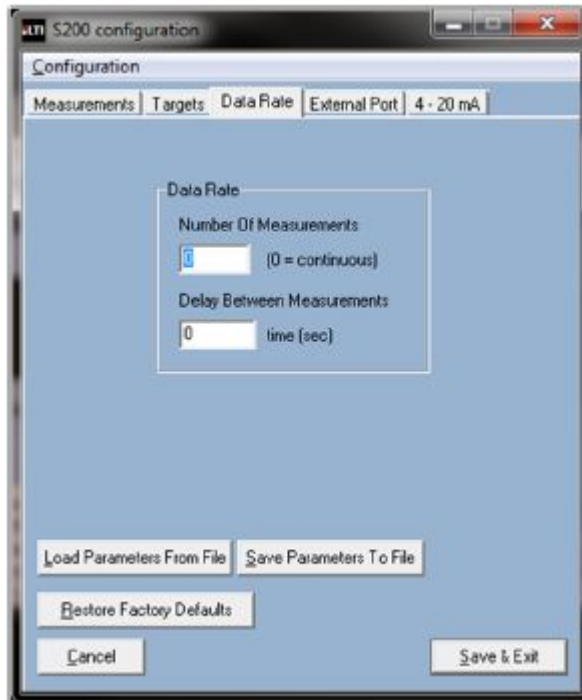 LTI S200 configuration
Configuration
Measurements Targets Data Rate External Port 4 - 20 mA
Data Rate
Number Of Measurements
0 (0 = continuous)
Delay Between Measurements
0 time (sec)
Load Parameters From File Save Parameters To File
Restore Factory Defaults
Cancel Save & Exit